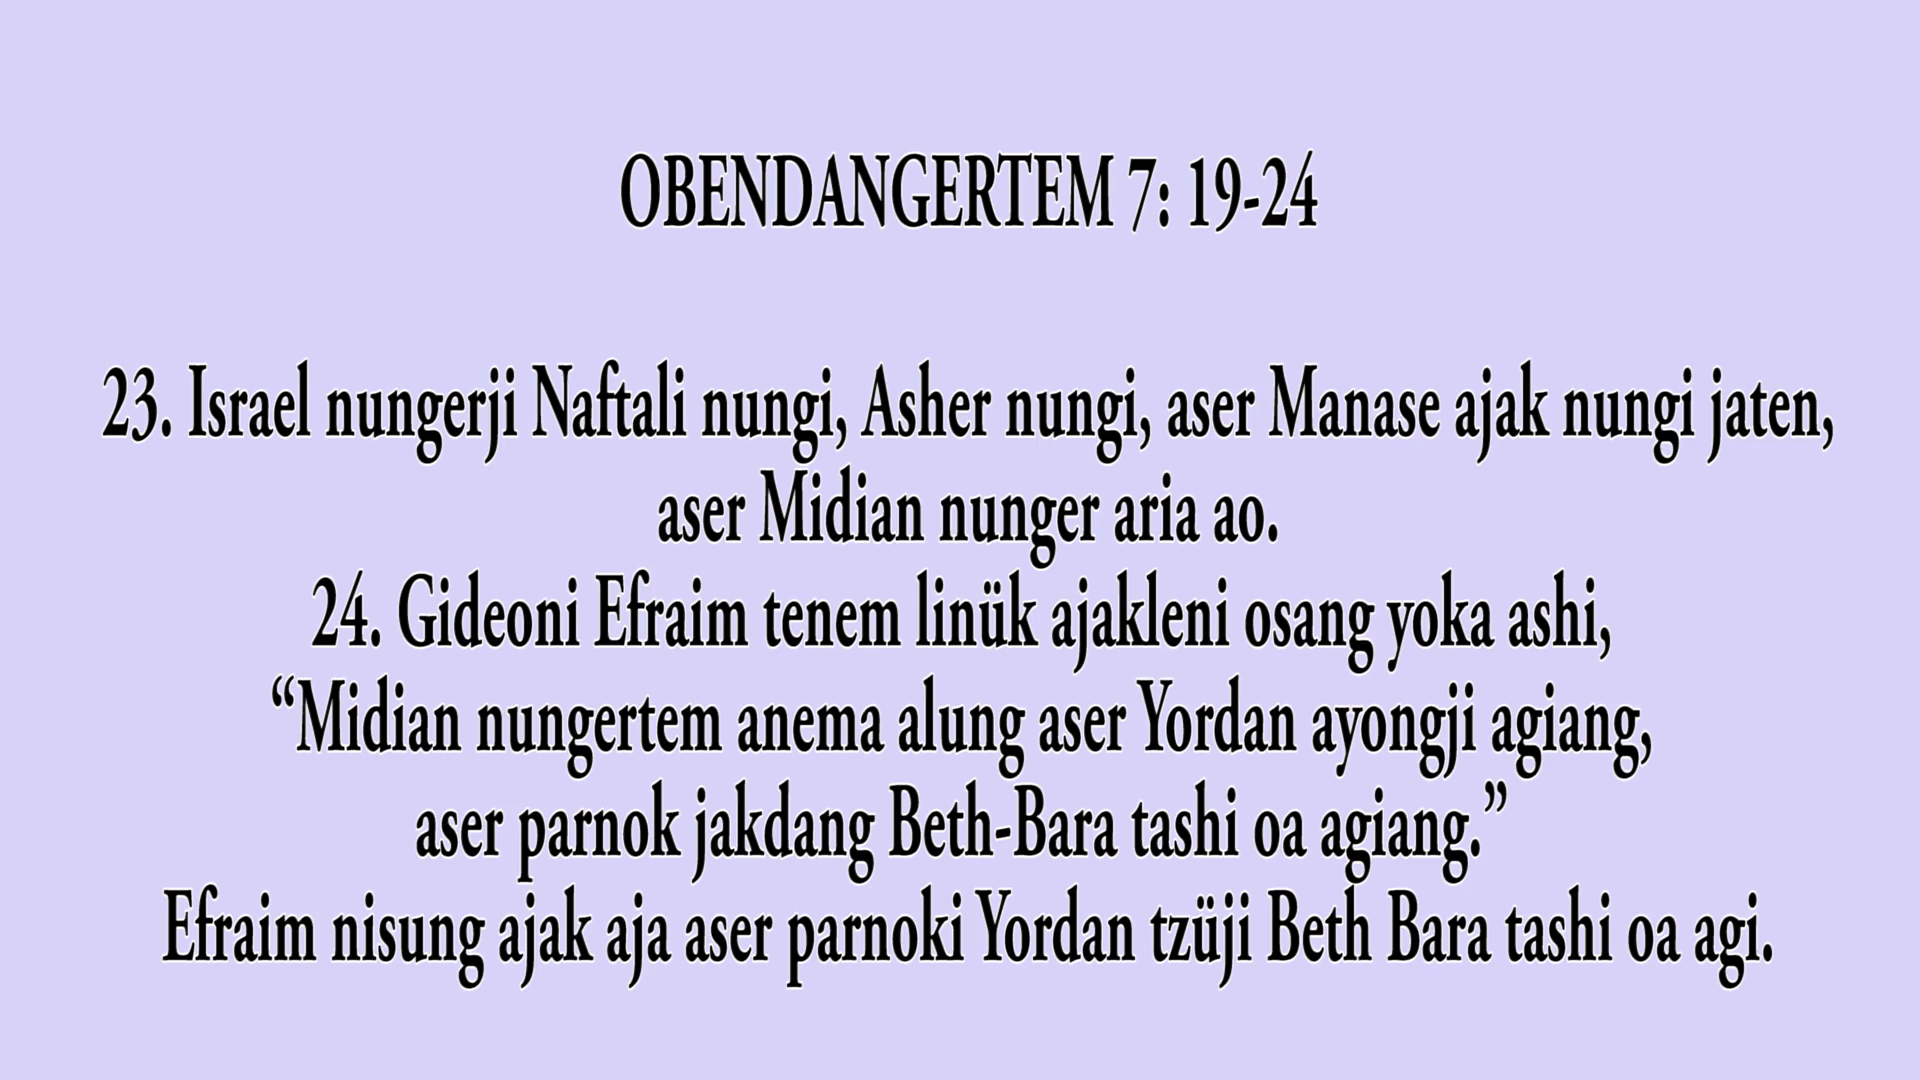 OBENDANGERTEM 7: 19-24
23. Israel nungerji Naftali nungi, Asher nungi, aser Manase ajak nungi jaten,
aser Midian nunger aria ao.
24. Gideoni Efraim tenem linük ajakleni osang yoka ashi,
“Midian nungertem anema alung aser Yordan ayongji agiang,
aser parnok jakdang Beth-Bara tashi oa agiang.”
Efraim nisung ajak aja aser parnoki Yordan tzüji Beth Bara tashi oa agi.